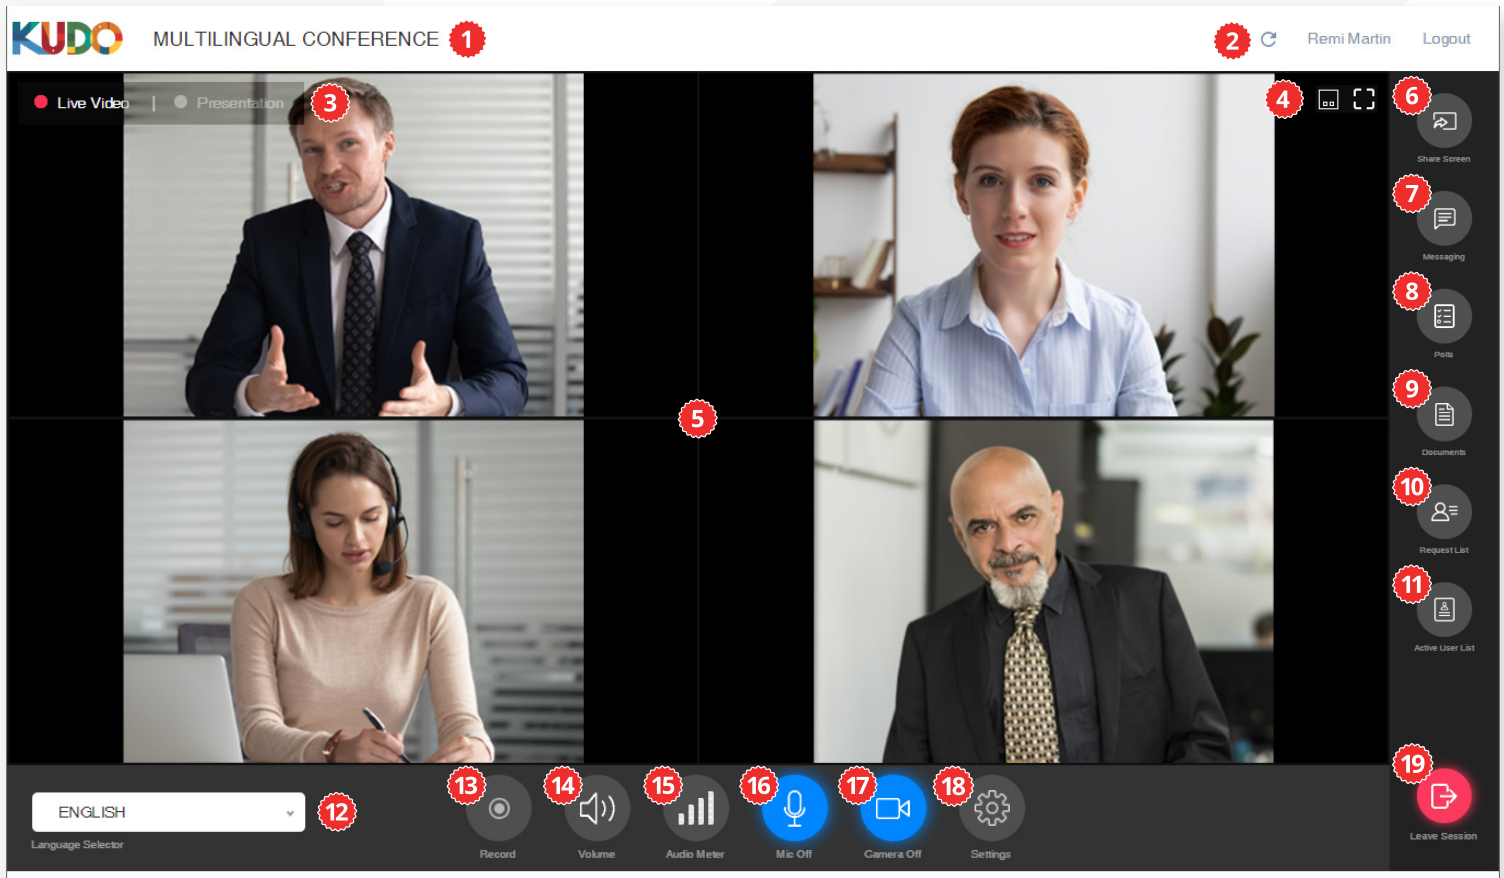 KUDO
MULTILINGUAL CONFERENCE 1
2 Remi Martin Logout
Live Video | Presentation 3
4
5
6
Share Screen
7
Messaging
8
Polls
9
Documents
10
Request List
11
Active User List
ENGLISH 12
Language Selector
13
Record
14
Volume
15
Audio Meter
16
Mic Off
17
Camera Off
18
Settings
19
Leave Session